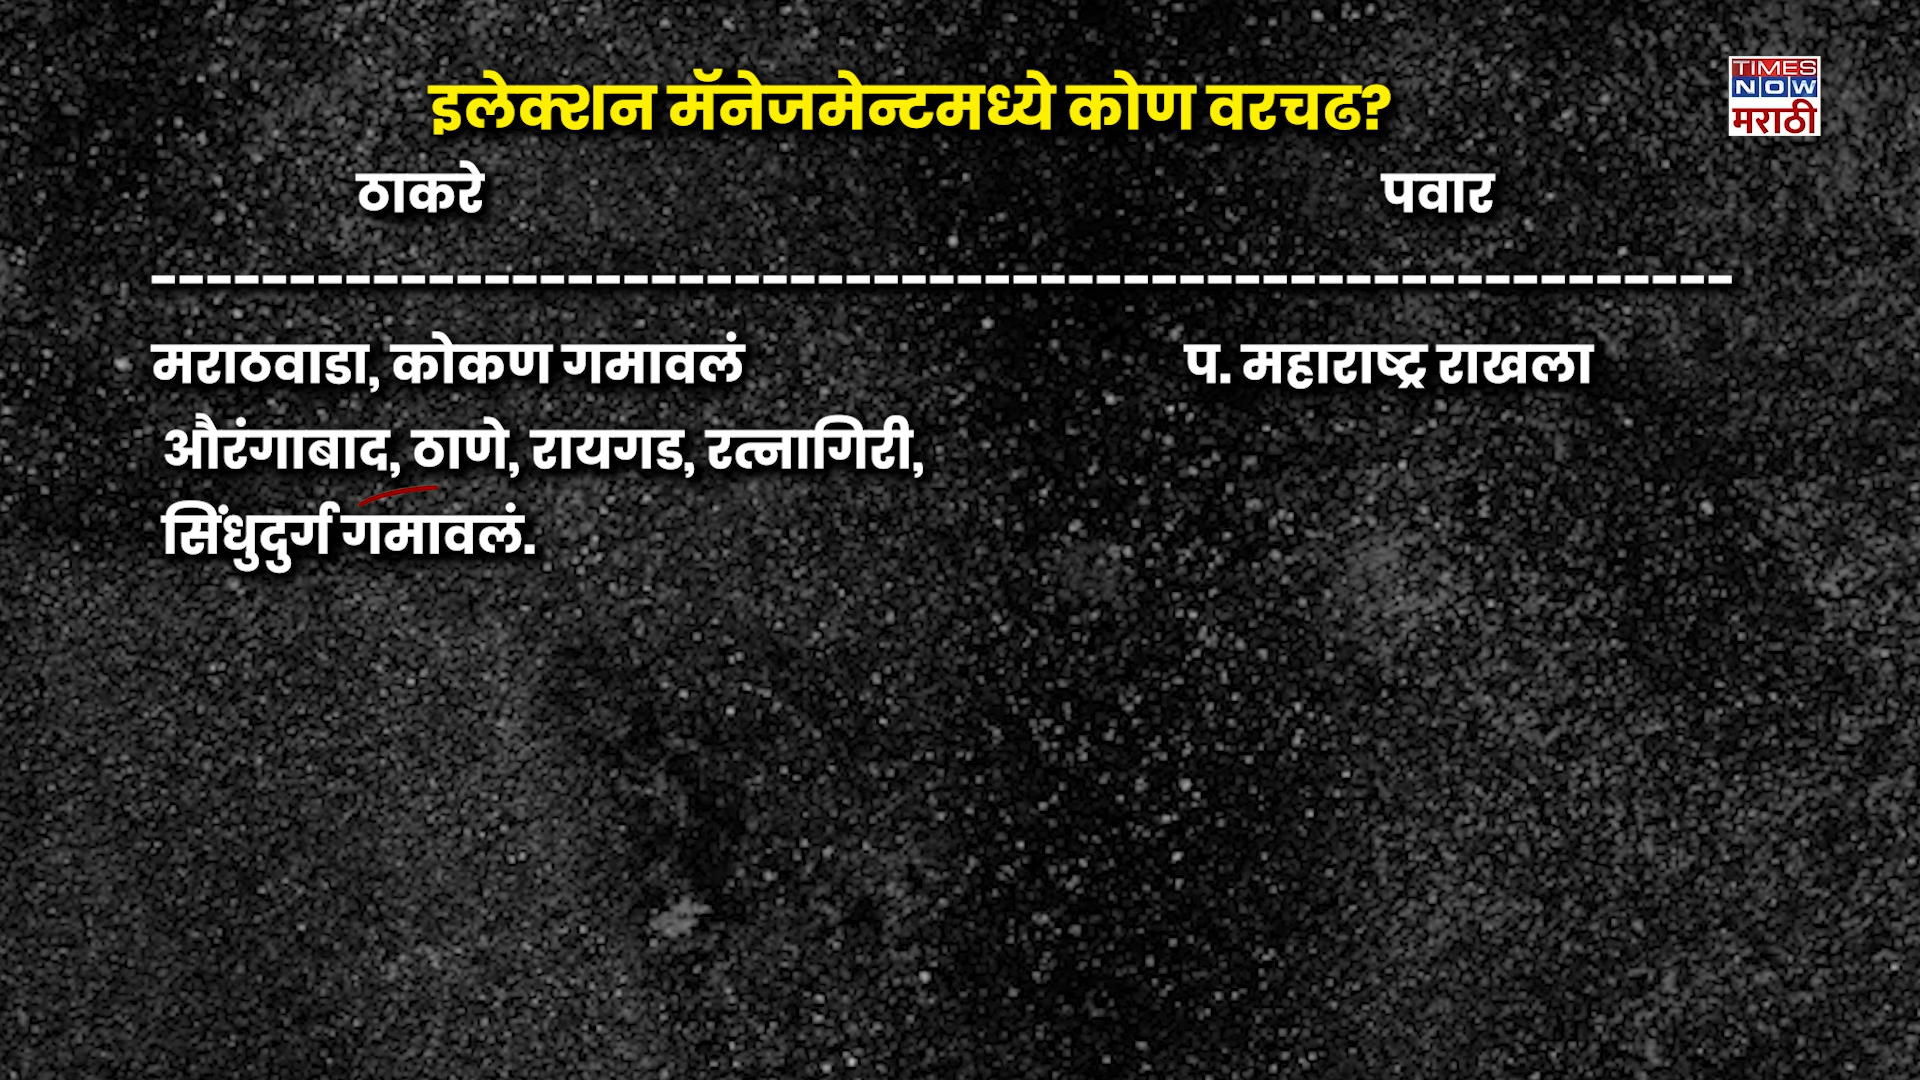 इलेक्शन मॅनेजमेन्टमध्ये कोण वरचढ?
TIMES
NOW
मराठी
ठाकरे पवार
मराठवाडा, कोकण गमावलं प. महाराष्ट्र राखला
औरंगाबाद, ठाणे, रायगड, रत्नागिरी,
सिंधुदुर्ग गमावलं.